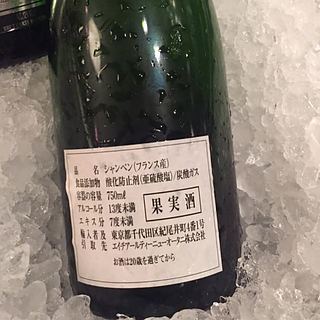 品名 シャンペン(フランス産)
食品添加物 酸化防止剤(亜硫酸塩)/炭酸ガス
容器の容量 750ml
アルコール分 13度未満
エキス分 7度未満
果実酒
輸入者及び 東京都千代田区紀尾井町4番1号
引取先 エイチアールティーニューオータニ株式会社
お酒は20歳を過ぎてから